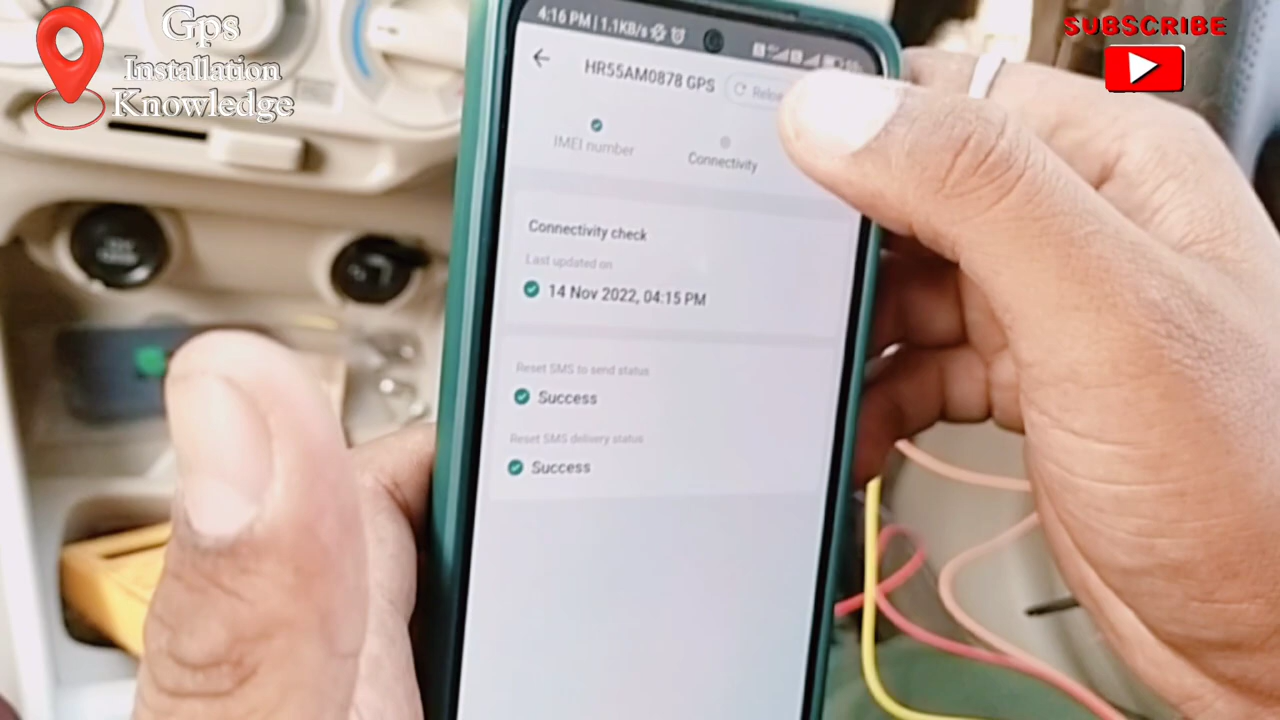 Gps
Installation
Knowledge
SUBSCRIBE
4:16 PM | 1.1KB/s
HR55AM0878 GPS
IMEI number
Connectivity
Connectivity check
Last updated on
14 Nov 2022, 04:15 PM
Reset SMS to send status
Success
Reset SMS delivery status
Success